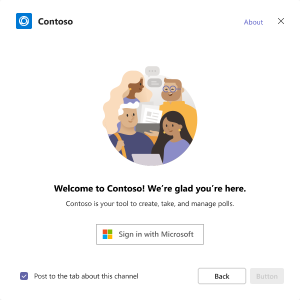 Contoso
About
Welcome to Contoso! We're glad you're here.
Contoso is your tool to create, take, and manage polls.
Sign in with Microsoft
Post to the tab about this channel
Back
Button